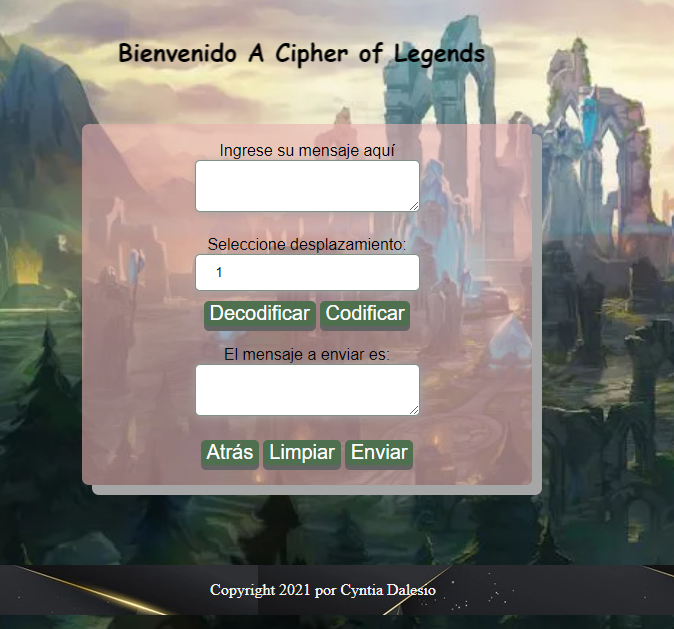 Bienvenido A Cipher of Legends
Ingrese su mensaje aquí
Seleccione desplazamiento:
1
Decodificar Codificar
El mensaje a enviar es:
Atrás Limpiar Enviar
Copyright 2021 por Cyntia Dalesio